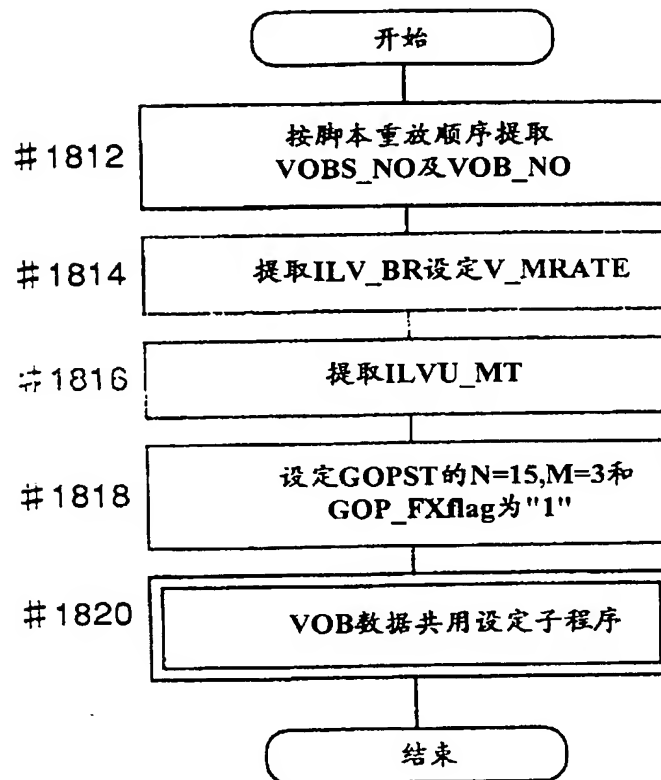 开始
#1812
按脚本重放顺序提取
VOBS_NO及VOB_NO
#1814
提取ILV_BR设定V_MRATE
#1816
提取ILVU_MT
#1818
设定GOPST的N=15,M=3和
GOP_FXflag为"1"
#1820
VOB数据共用设定子程序
结束